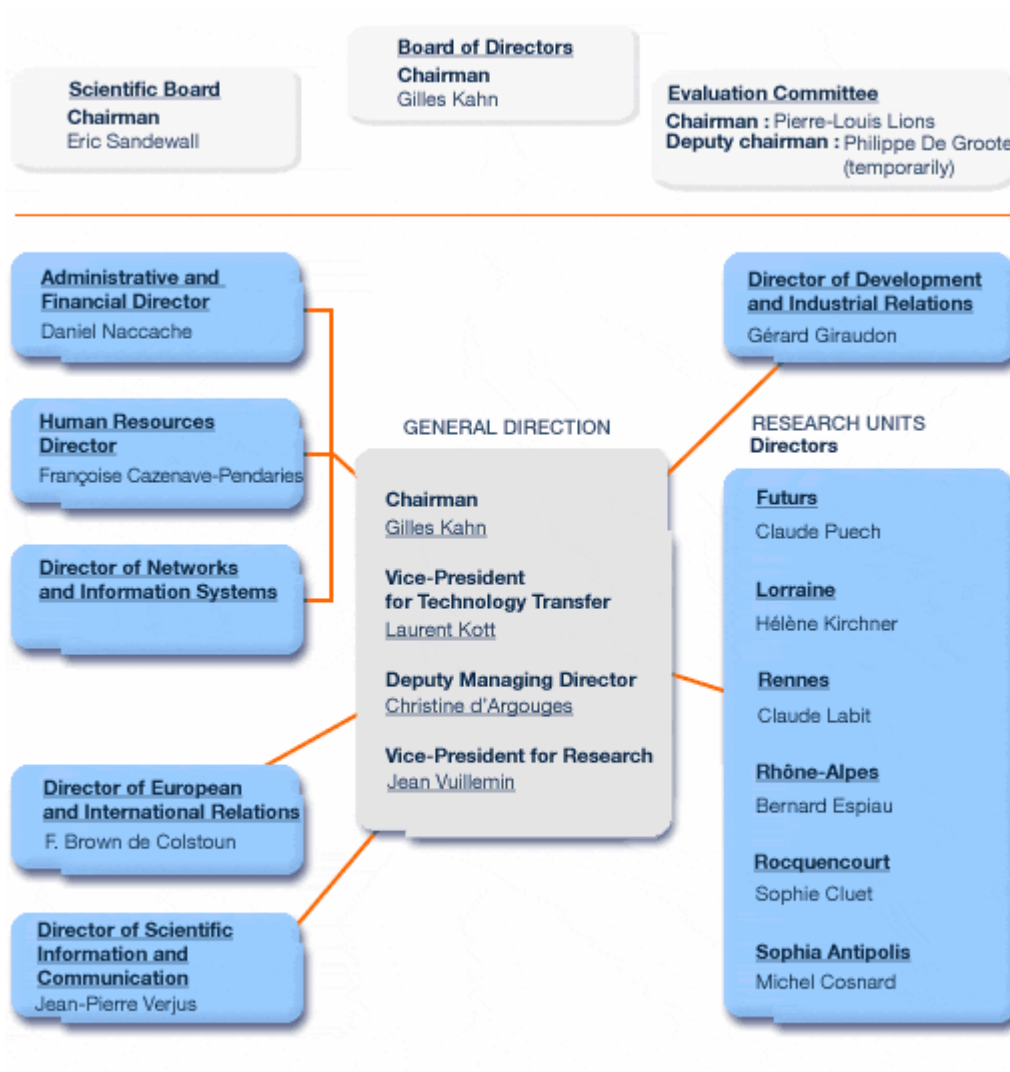 Board of Directors
Chairman
Gilles Kahn
Scientific Board
Chairman
Eric Sandewall
Evaluation Committee
Chairman : Pierre-Louis Lions
Deputy chairman : Philippe De Groote
(temporarily)
Administrative and
Financial Director
Daniel Naccache
Human Resources
Director
Françoise Cazenave-Pendaries
Director of Networks
and Information Systems
Director of European
and International Relations
F. Brown de Colstoun
Director of Scientific
Information and
Communication
Jean-Pierre Verjus
GENERAL DIRECTION
Chairman
Gilles Kahn
Vice-President
for Technology Transfer
Laurent Kott
Deputy Managing Director
Christine d'Argouges
Vice-President for Research
Jean Vuillemin
Director of Development
and Industrial Relations
Gérard Giraudon
RESEARCH UNITS
Directors
Futurs
Claude Puech
Lorraine
Hélène Kirchner
Rennes
Claude Labit
Rhône-Alpes
Bernard Espiau
Rocquencourt
Sophie Cluet
Sophia Antipolis
Michel Cosnard